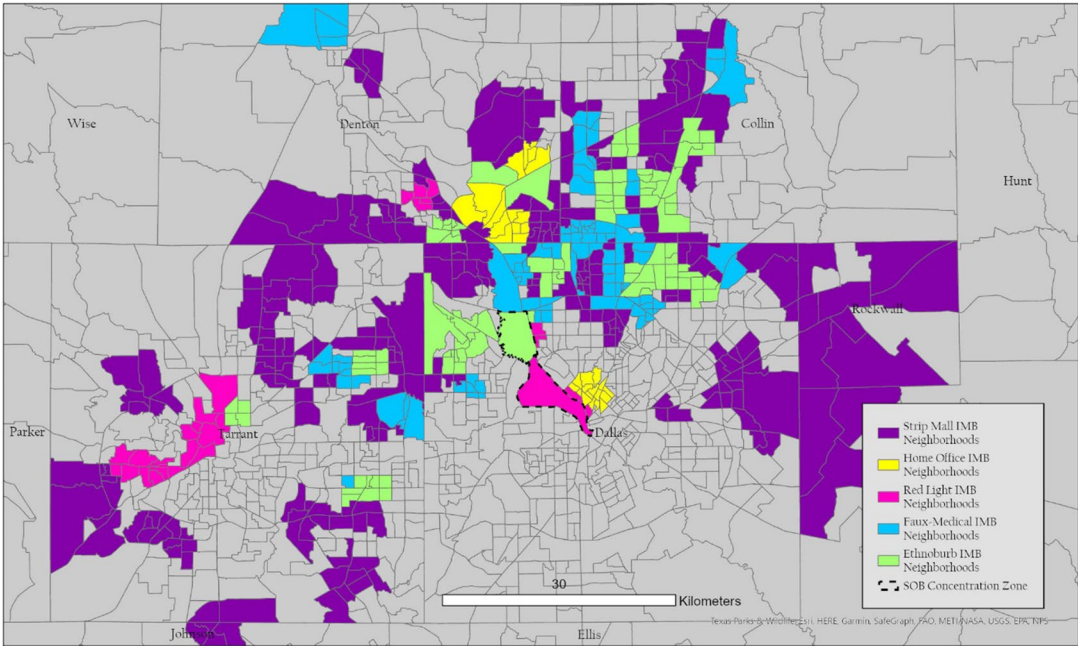 Wise
Denton
Collin
Hunt
Rockwall
Parker
Tarrant
Dallas
Strip Mall IMB
Neighborhoods
Home Office IMB
Neighborhoods
Red Light IMB
Neighborhoods
Faux-Medical IMB
Neighborhoods
Ethnoburb IMB
Neighborhoods
SOB Concentration Zone
30
Kilometers
Texas Parks & Wildlife, Esri, HERE, Garmin, SafeGraph, FAO, METI/NASA, USGS, EPA, NPS
Johnson
Ellis